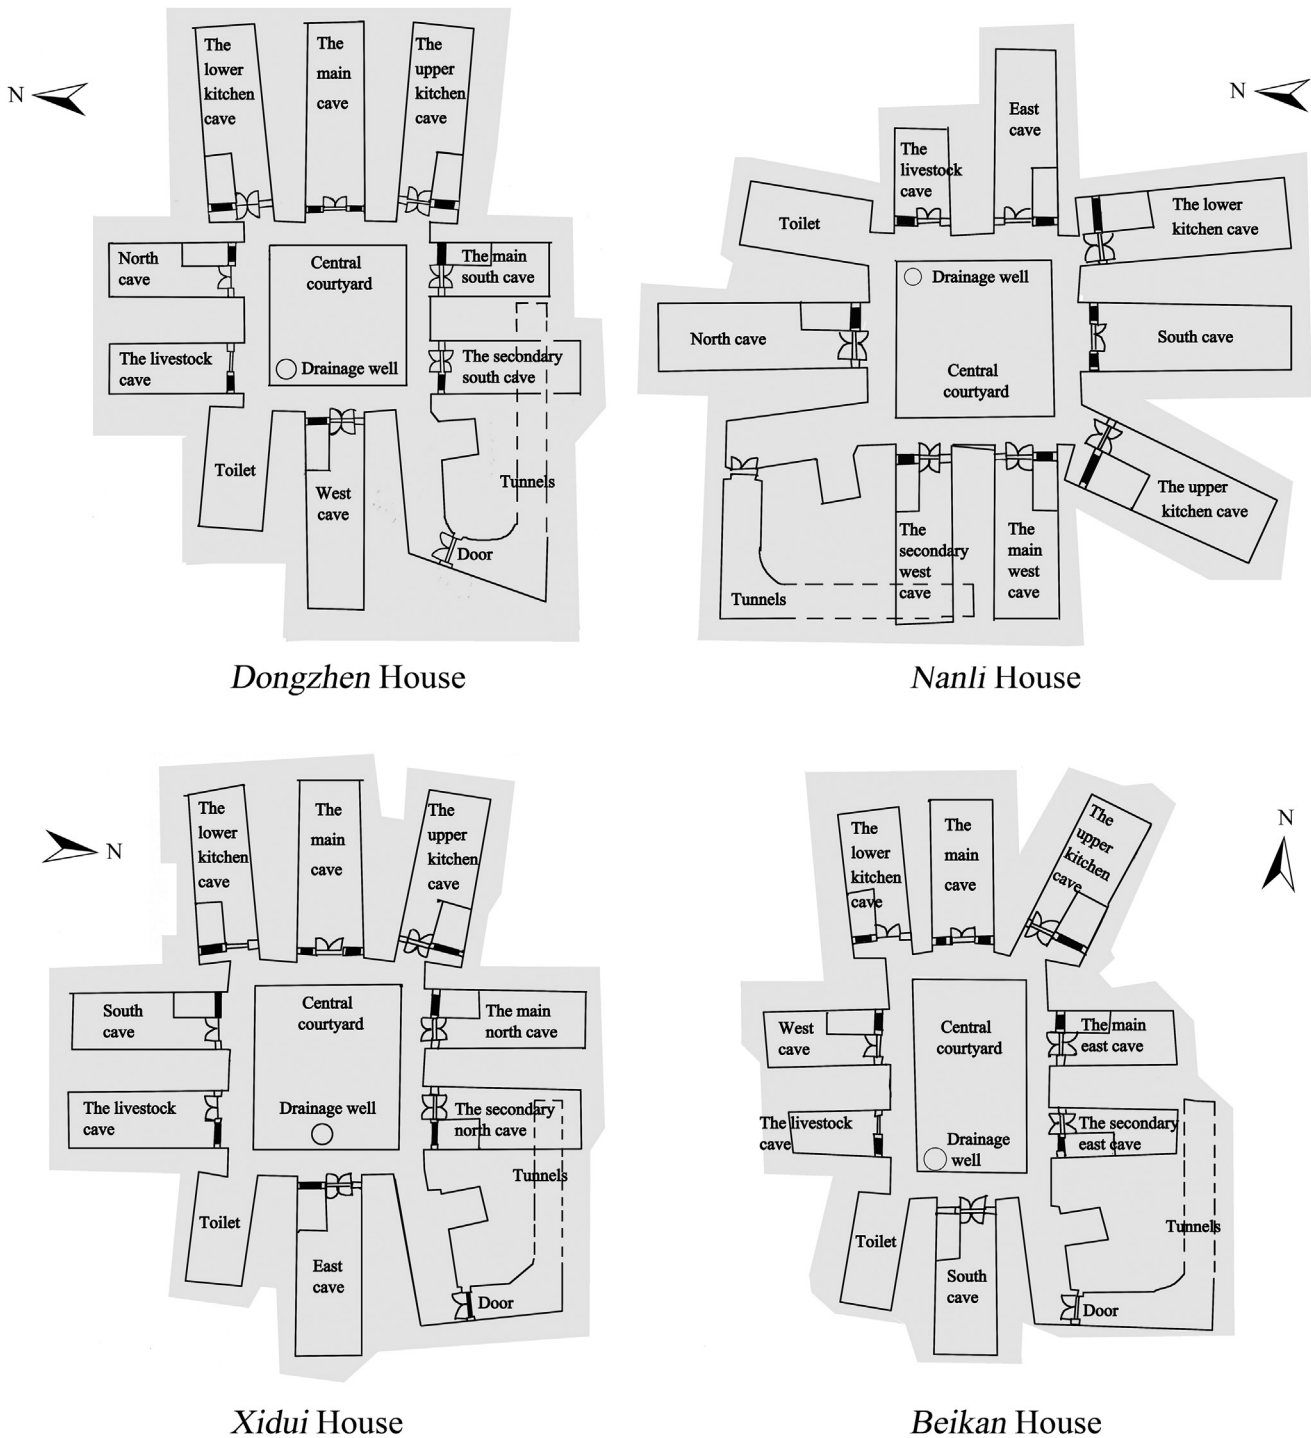 N
The
lower
kitchen
cave
The
main
cave
The
upper
kitchen
cave
North
cave
Central
courtyard
The main
south cave
The livestock
cave
Drainage well
The secondary
south cave
Toilet
West
cave
Tunnels
Door
Dongzhen House
N
East
cave
The
livestock
cave
Toilet
The lower
kitchen cave
Drainage well
North cave
South cave
Central
courtyard
The upper
kitchen cave
The
secondary
west
cave
The
main
west
cave
Tunnels
Nanli House
N
The
lower
kitchen
cave
The
main
cave
The
upper
kitchen
cave
South
cave
Central
courtyard
The main
north cave
The livestock
cave
Drainage well
The secondary
north cave
Tunnels
Toilet
East
cave
Door
Xidui House
N
The
lower
kitchen
cave
The
main
cave
The
upper
kitchen
cave
West
cave
Central
courtyard
The main
east cave
The livestock
cave
Drainage
well
The secondary
east cave
Tunnels
Toilet
South
cave
Door
Beikan House